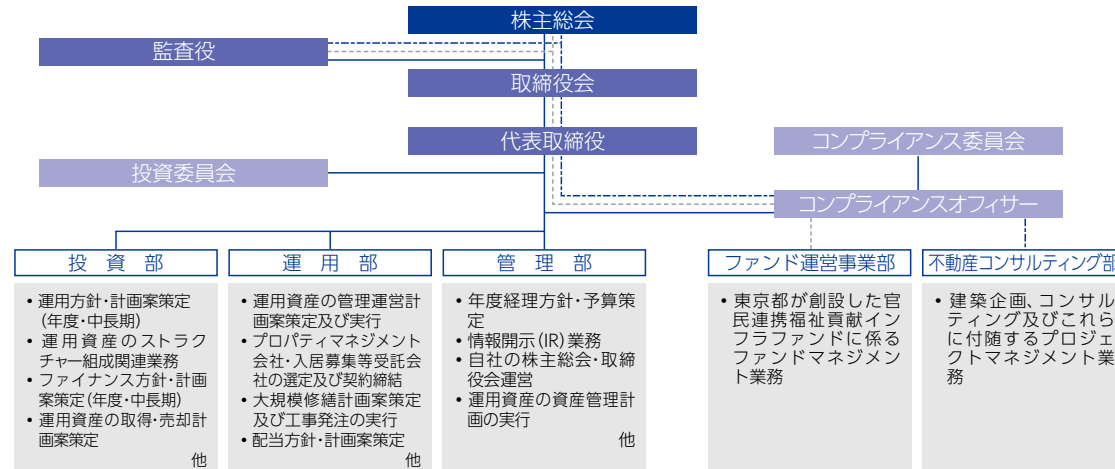 株主総会
監査役
取締役会
代表取締役
コンプライアンス委員会
投資委員会
コンプライアンスオフィサー
投資部
• 運用方針・計画案策定
(年度・中長期)
• 運用資産のストラク
チャー組成関連業務
• ファイナンス方針・計画
案策定(年度・中長期)
• 運用資産の取得・売却計
画案策定
他
運用部
• 運用資産の管理運営計
画案策定及び実行
• プロパティマネジメント
会社・入居募集等受託会
社の選定及び契約締結
• 大規模修繕計画案策定
及び工事発注の実行
• 配当方針・計画案策定
他
管理部
• 年度経理方針・予算策
定
• 情報開示(IR)業務
• 自社の株主総会・取締
役会運営
• 運用資産の資産管理計
画の実行
他
ファンド運営事業部
• 東京都が創設した官
民連携福祉貢献イン
フラファンドに係る
ファンドマネジメン
ト業務
不動産コンサルティング部
• 建築企画、コンサル
ティング及びこれら
に付随するプロジェ
クトマネジメント業
務